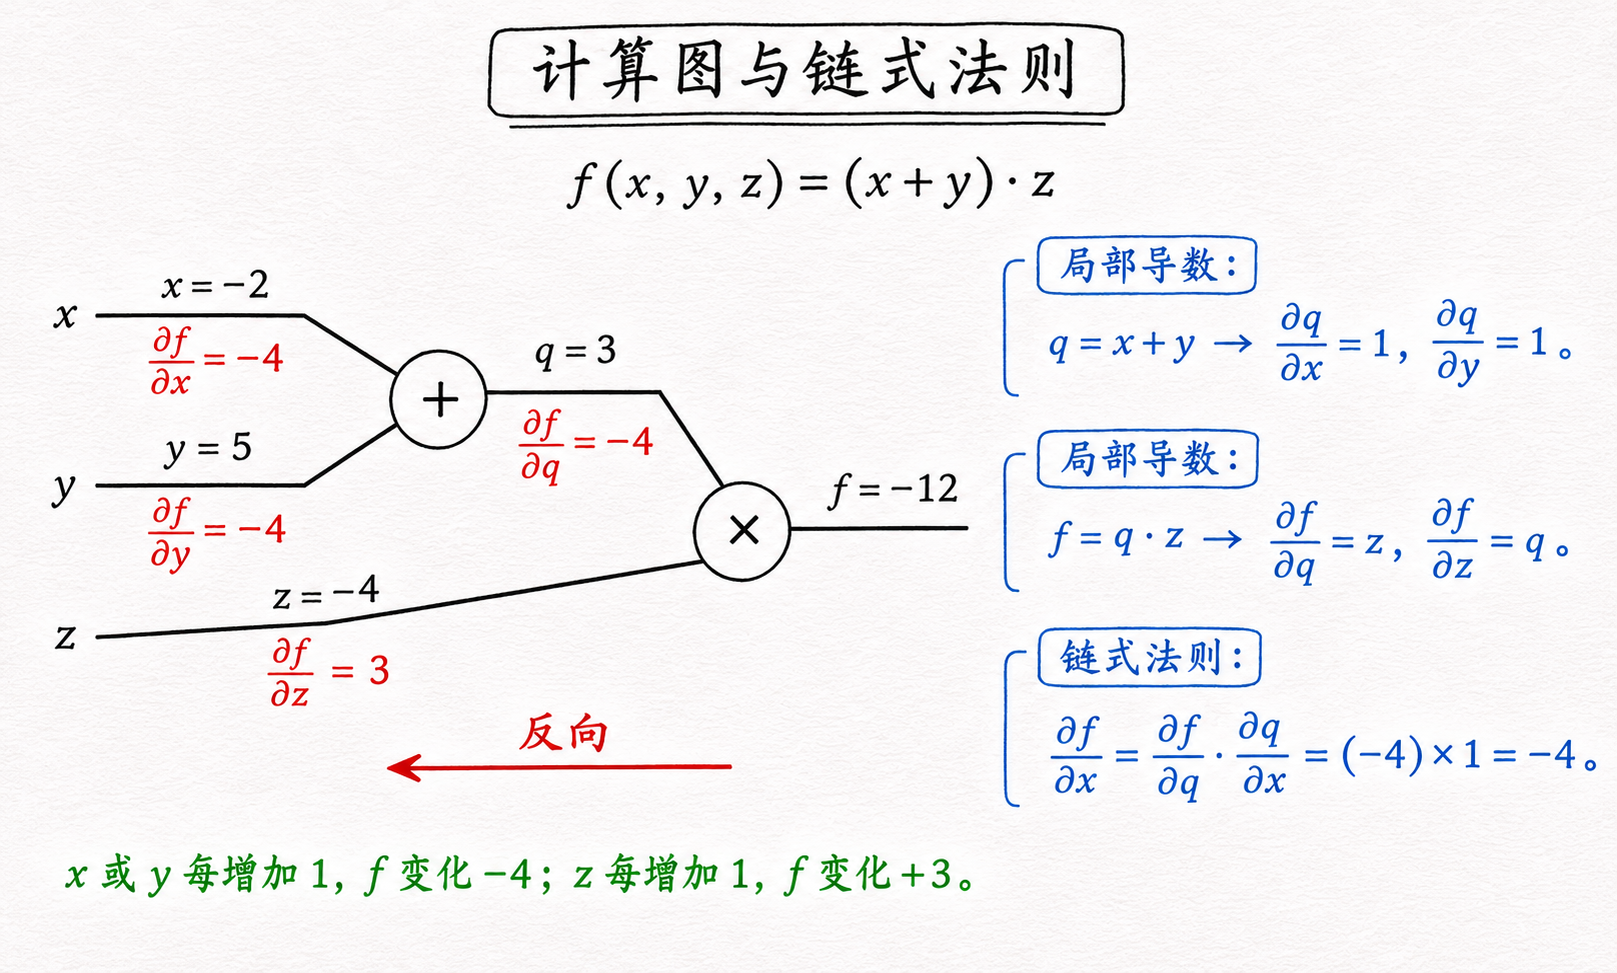 计算图与链式法则
f(x, y, z) = (x + y) · z
x
x = −2
∂f/∂x = −4
y
y = 5
∂f/∂y = −4
z
z = −4
∂f/∂z = 3
+
q = 3
∂f/∂q = −4
×
f = −12
反向
局部导数：
q = x + y → ∂q/∂x = 1, ∂q/∂y = 1。
局部导数：
f = q · z → ∂f/∂q = z, ∂f/∂z = q。
链式法则：
∂f/∂x = ∂f/∂q · ∂q/∂x = (−4) × 1 = −4。
x 或 y 每增加 1, f 变化 −4; z 每增加 1, f 变化 +3。